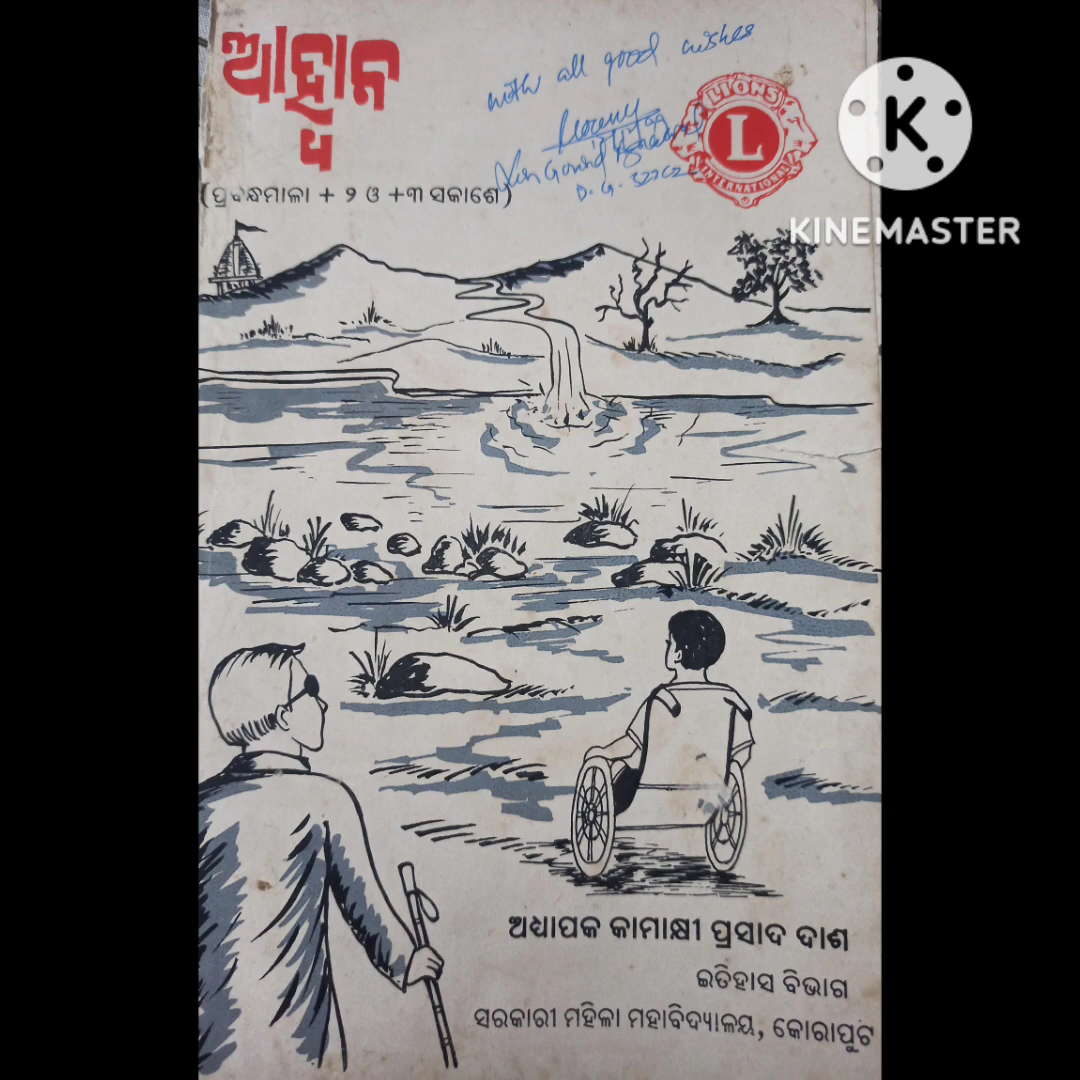 ଆହ୍ୱାନ
with all good wishes
D. G. 
LIONS
L
INTERNATIONAL
K
KINEMASTER
(ପ୍ରବନ୍ଧମାଳା + ୨ ଓ +୩ ସକାଶେ)
ଅଧ୍ୟାପକ କାମାକ୍ଷୀ ପ୍ରସାଦ ଦାଶ
ଇତିହାସ ବିଭାଗ
ସରକାରୀ ମହିଳା ମହାବିଦ୍ୟାଳୟ, କୋରାପୁଟ